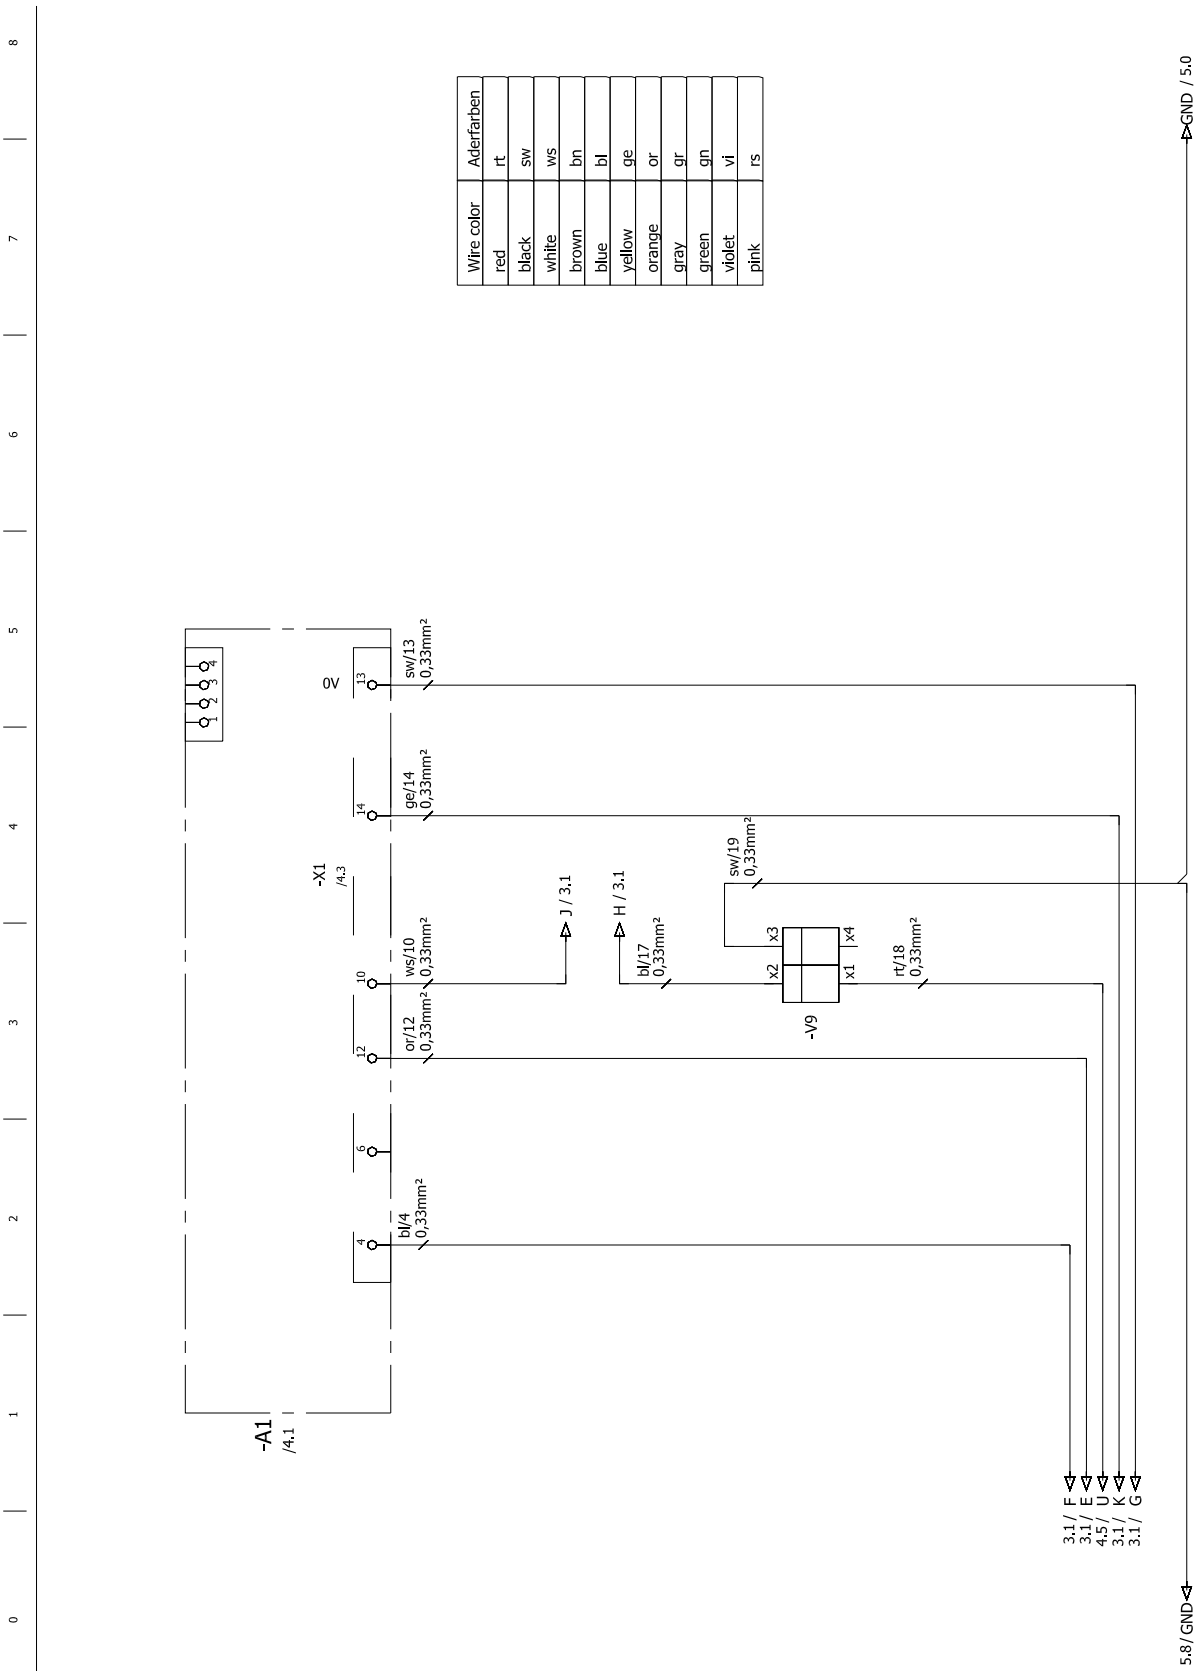 0
1
2
3
4
5
6
7
8
-A1
/4.1
-X1
/4.3
0V
1
2
3
4
4
6
12
10
14
13
bl/4
0,33mm²
or/12
0,33mm²
ws/10
0,33mm²
ge/14
0,33mm²
sw/13
0,33mm²
J / 3.1
H / 3.1
bl/17
0,33mm²
sw/19
0,33mm²
-V9
x2
x3
x1
x4
rt/18
0,33mm²
Wire color Aderfarben
red rt
black sw
white ws
brown bn
blue bl
yellow ge
orange or
gray gr
green gn
violet vi
pink rs
3.1 / F
3.1 / E
4.5 / U
3.1 / K
3.1 / G
5.8 / GND
GND / 5.0